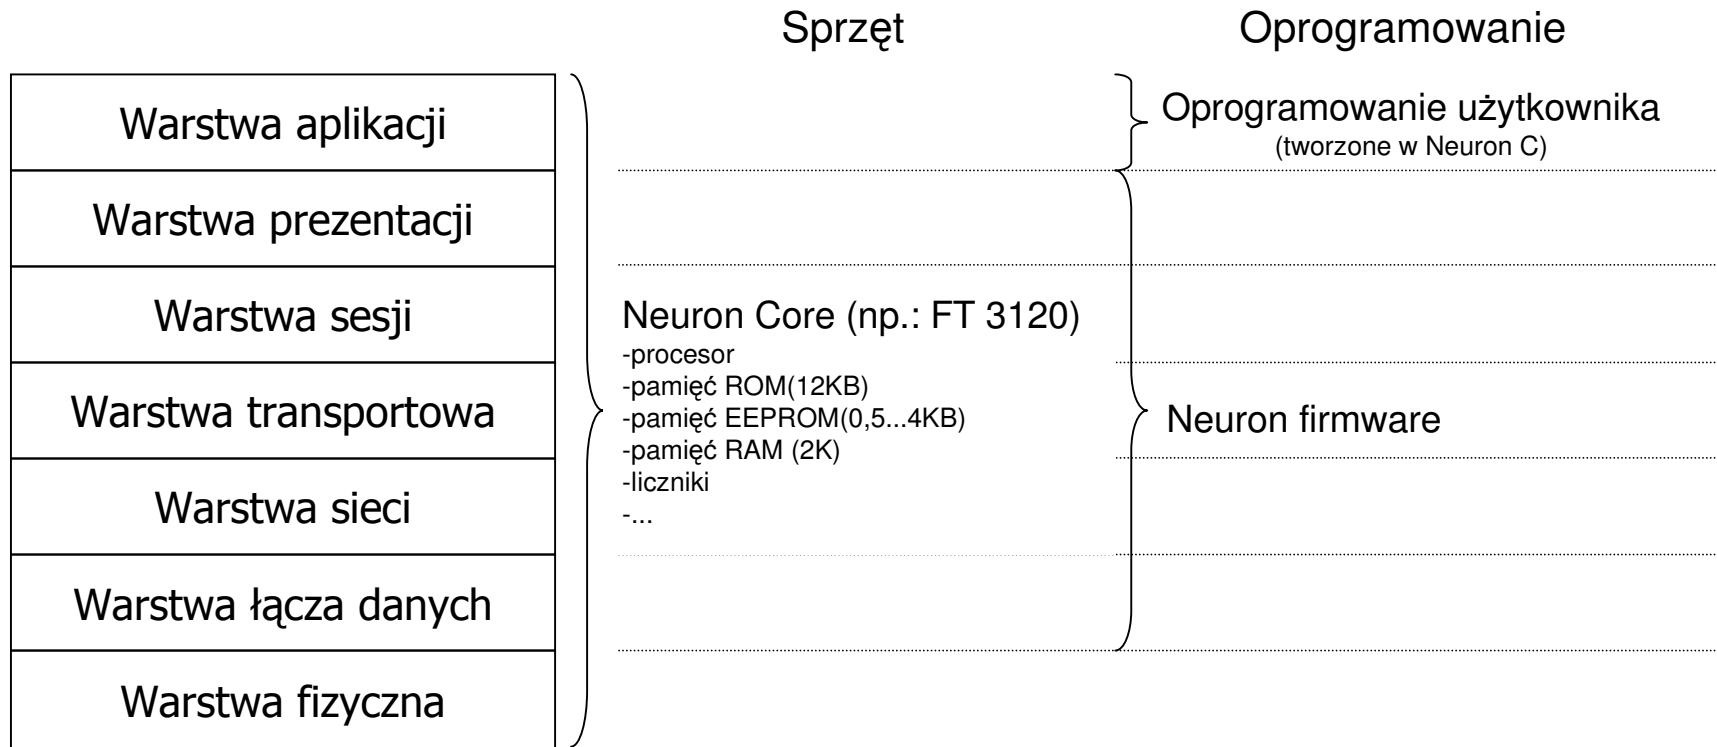 Sprzęt
Oprogramowanie
Warstwa aplikacji
Warstwa prezentacji
Warstwa sesji
Warstwa transportowa
Warstwa sieci
Warstwa łącza danych
Warstwa fizyczna
Neuron Core (np.: FT 3120)
-procesor
-pamięć ROM(12KB)
-pamięć EEPROM(0,5...4KB)
-pamięć RAM (2K)
-liczniki
-...
Oprogramowanie użytkownika
(tworzone w Neuron C)
Neuron firmware